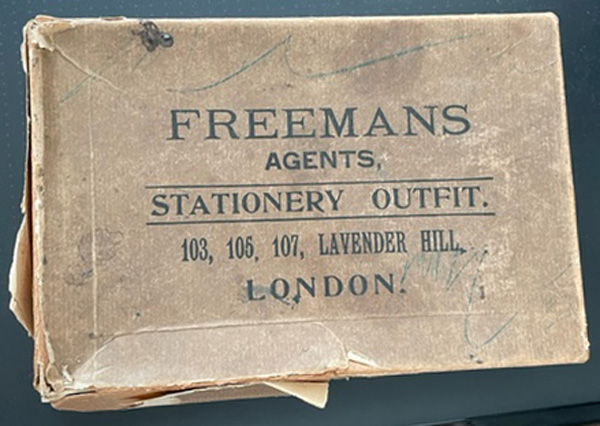 FREEMANS
AGENTS,
STATIONERY OUTFIT.
103, 105, 107, LAVENDER HILL,
LONDON.